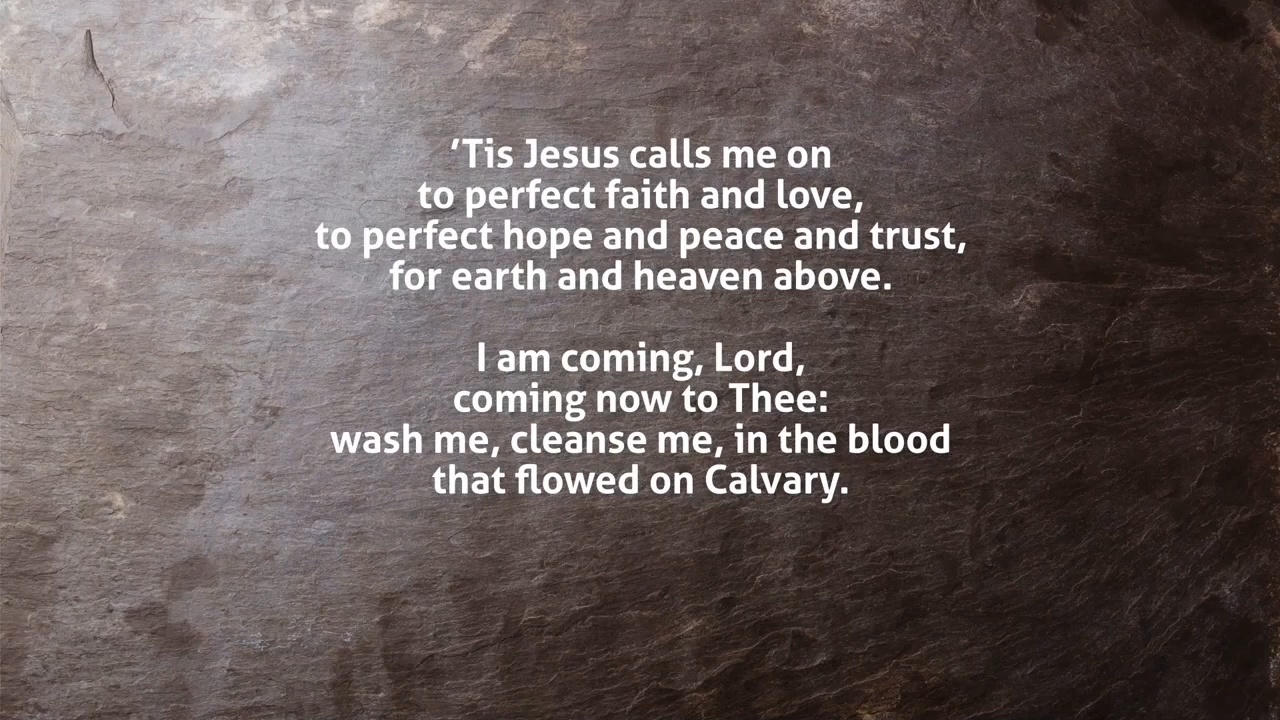 ’Tis Jesus calls me on
to perfect faith and love,
to perfect hope and peace and trust,
for earth and heaven above.
I am coming, Lord,
coming now to Thee:
wash me, cleanse me, in the blood
that flowed on Calvary.